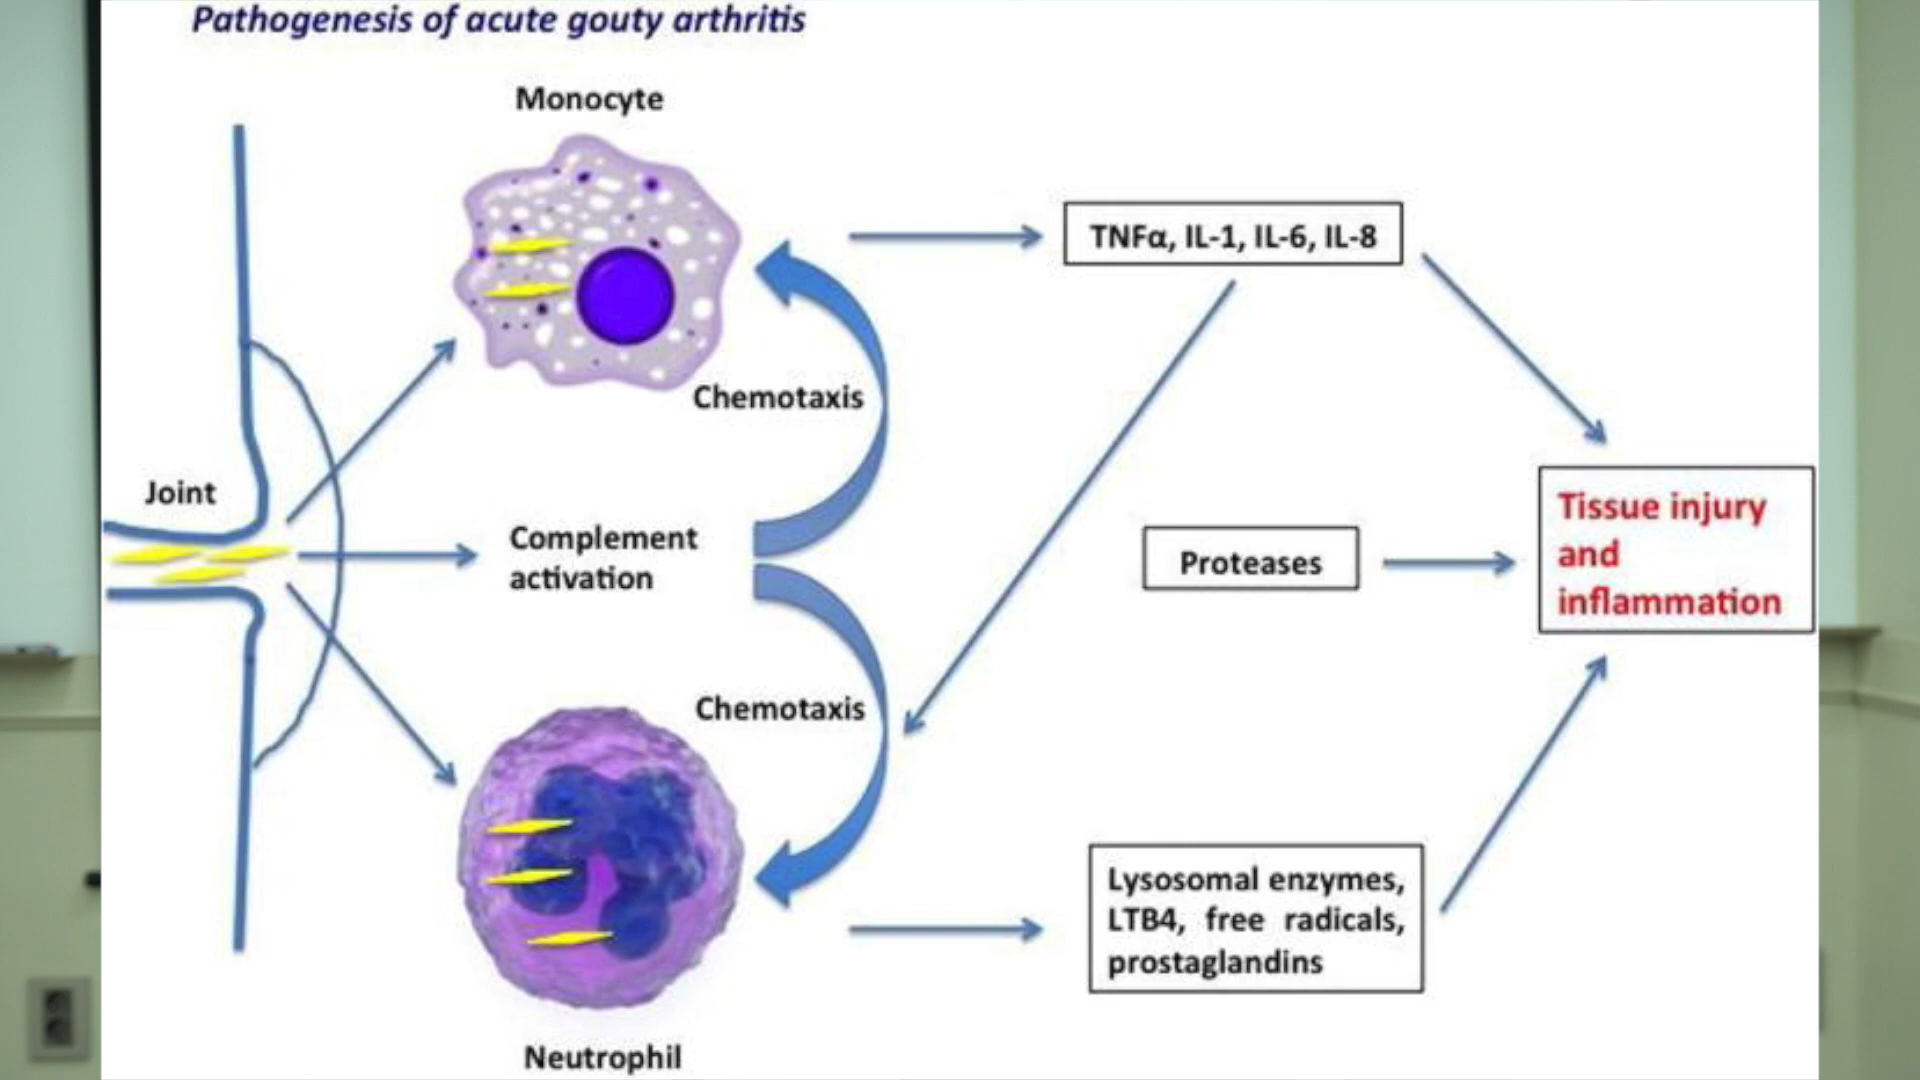 Pathogenesis of acute gouty arthritis
Monocyte
TNFα, IL-1, IL-6, IL-8
Chemotaxis
Joint
Complement
activation
Proteases
Tissue injury
and
inflammation
Chemotaxis
Lysosomal enzymes,
LTB4, free radicals,
prostaglandins
Neutrophil